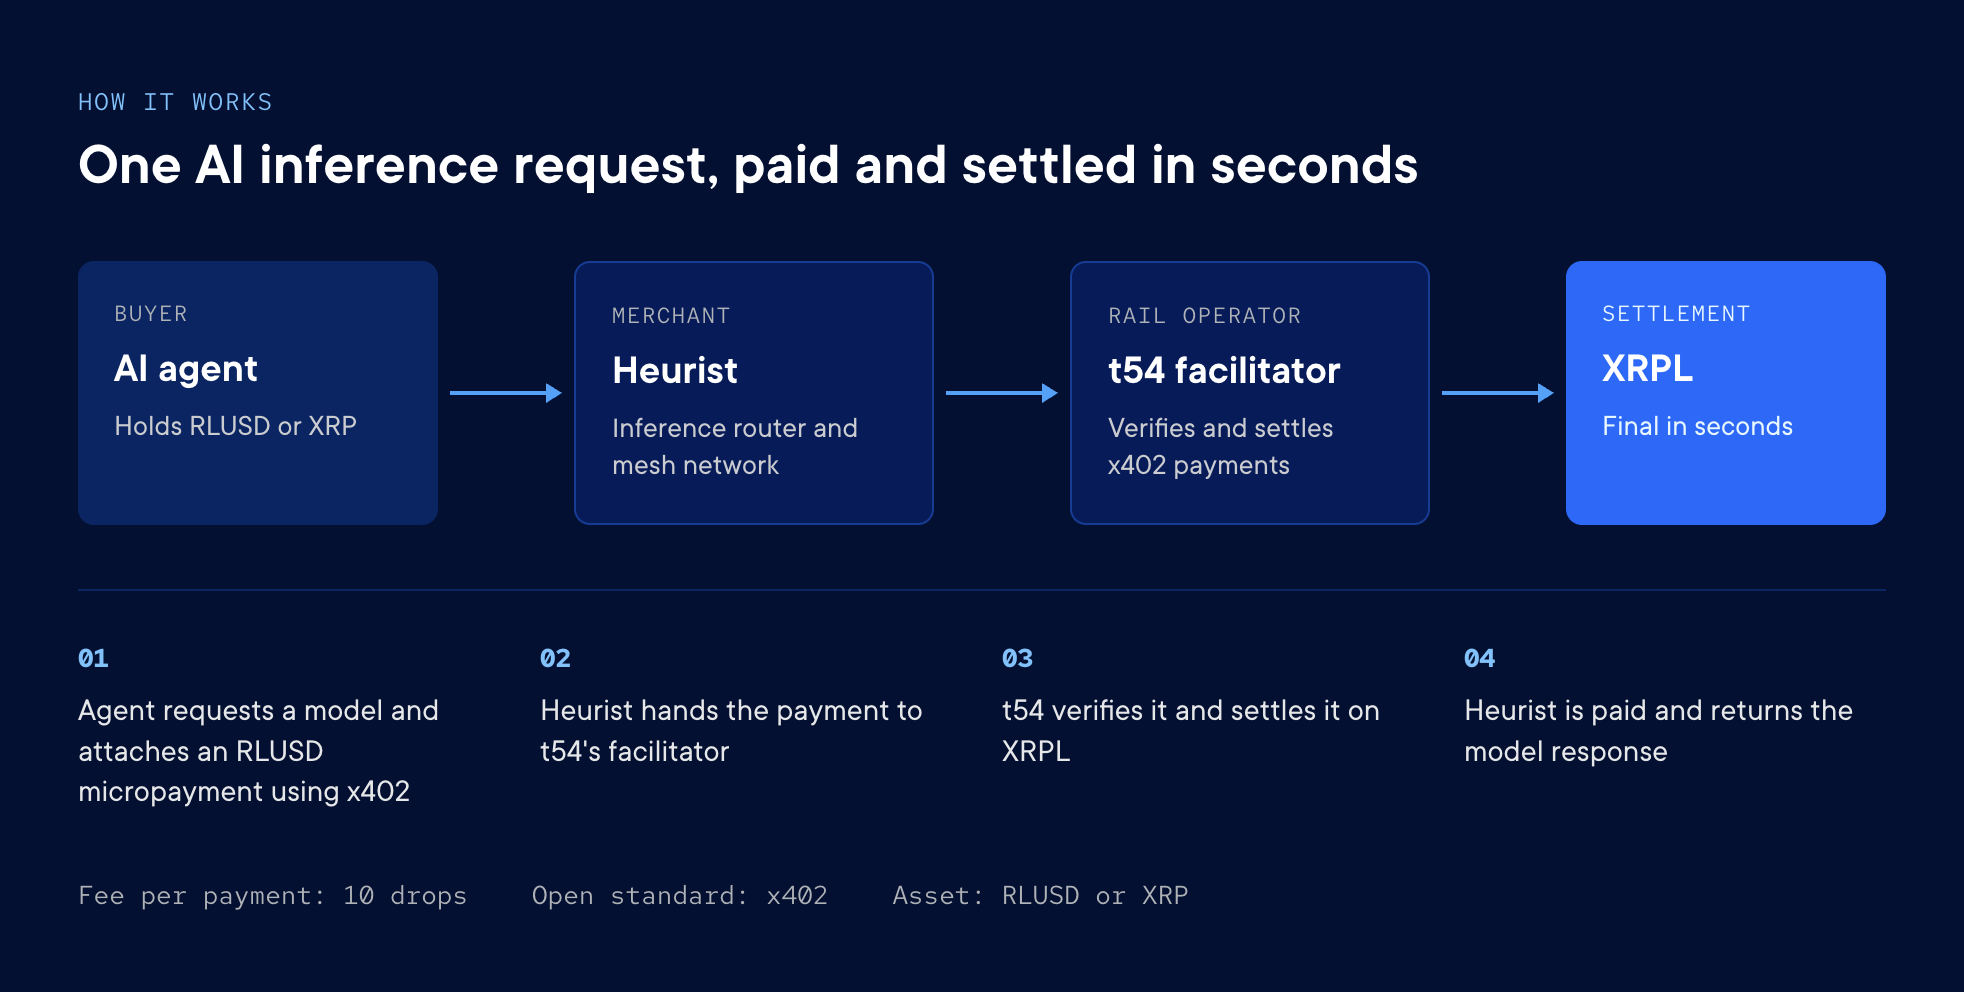 HOW IT WORKS
One AI inference request, paid and settled in seconds
BUYER
AI agent
Holds RLUSD or XRP
MERCHANT
Heurist
Inference router and
mesh network
RAIL OPERATOR
t54 facilitator
Verifies and settles
x402 payments
SETTLEMENT
XRPL
Final in seconds
01
Agent requests a model and
attaches an RLUSD
micropayment using x402
02
Heurist hands the payment to
t54's facilitator
03
t54 verifies it and settles it on
XRPL
04
Heurist is paid and returns the
model response
Fee per payment: 10 drops
Open standard: x402
Asset: RLUSD or XRP